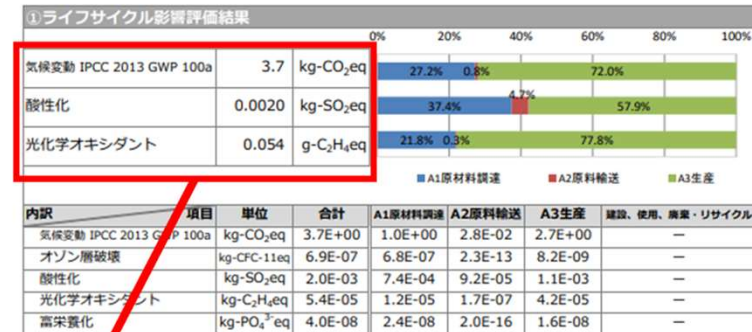 ①ライフサイクル影響評価結果
0% 20% 40% 60% 80% 100%
気候変動 IPCC 2013 GWP 100a 3.7 kg-CO₂eq 27.2% 0.8% 72.0%
酸性化 0.0020 kg-SO₂eq 37.4% 4.7% 57.9%
光化学オキシダント 0.054 g-C₂H₄eq 21.8% 0.3% 77.8%
■A1原材料調達 ■A2原料輸送 ■A3生産
内訳 項目 単位 合計 A1原材料調達 A2原料輸送 A3生産 建設、使用、廃棄・リサイクル
気候変動 IPCC 2013 GWP 100a kg-CO₂eq 3.7E+00 1.0E+00 2.8E-02 2.7E+00 －
オゾン層破壊 kg-CFC-11eq 6.9E-07 6.8E-07 2.3E-13 8.2E-09 －
酸性化 kg-SO₂eq 2.0E-03 7.4E-04 9.2E-05 1.1E-03 －
光化学オキシダント kg-C₂H₄eq 5.4E-05 1.2E-05 1.7E-07 4.2E-05 －
富栄養化 kg-PO₄³⁻eq 4.0E-08 2.4E-08 2.0E-16 1.6E-08 －